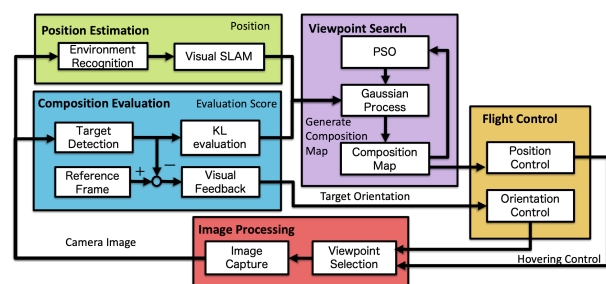 Position Estimation
Position
Environment
Recognition
Visual SLAM
Composition Evaluation
Evaluation Score
Target
Detection
KL
evaluation
Reference
Frame
+
−
Visual
Feedback
Viewpoint Search
PSO
Gaussian
Process
Generate
Composition
Map
Composition
Map
Flight Control
Position
Control
Orientation
Control
Target Orientation
Image Processing
Image
Capture
Viewpoint
Selection
Camera Image
Hovering Control